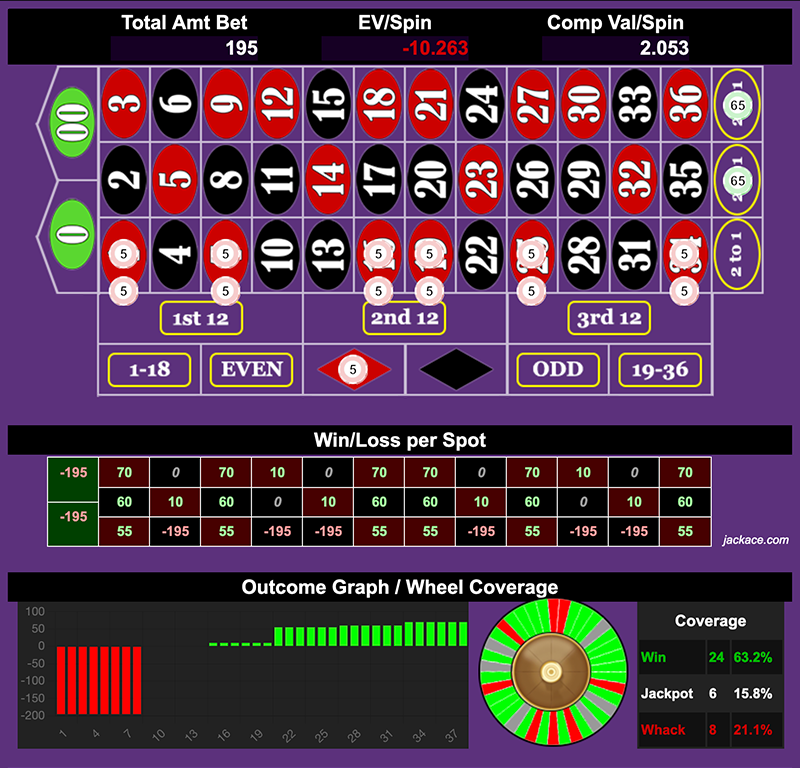 Total Amt Bet EV/Spin Comp Val/Spin
195 -10.263 2.053
00 3 6 9 12 15 18 21 24 27 30 33 36 65
0 2 5 8 11 14 17 20 23 26 29 32 35 65
5 4 5 10 13 5 5 22 5 28 31 5 2 to 1
5 5 5 5 5 5
1st 12 2nd 12 3rd 12
1-18 EVEN 5 ODD 19-36
Win/Loss per Spot
-195 70 0 70 10 0 70 70 0 70 10 0 70
60 10 60 0 10 60 60 10 60 0 10 60
-195 55 -195 55 -195 -195 55 55 -195 55 -195 -195 55
jackace.com
Outcome Graph / Wheel Coverage
100
50
0
-50
-100
-150
-200
1 4 7 10 13 16 19 22 25 28 31 34 37
Coverage
Win 24 63.2%
Jackpot 6 15.8%
Whack 8 21.1%